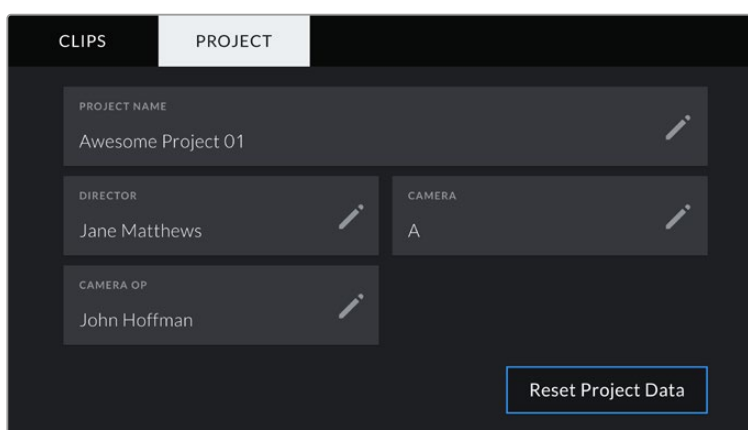 CLIPS PROJECT
PROJECT NAME
Awesome Project 01
DIRECTOR
Jane Matthews
CAMERA
A
CAMERA OP
John Hoffman
Reset Project Data